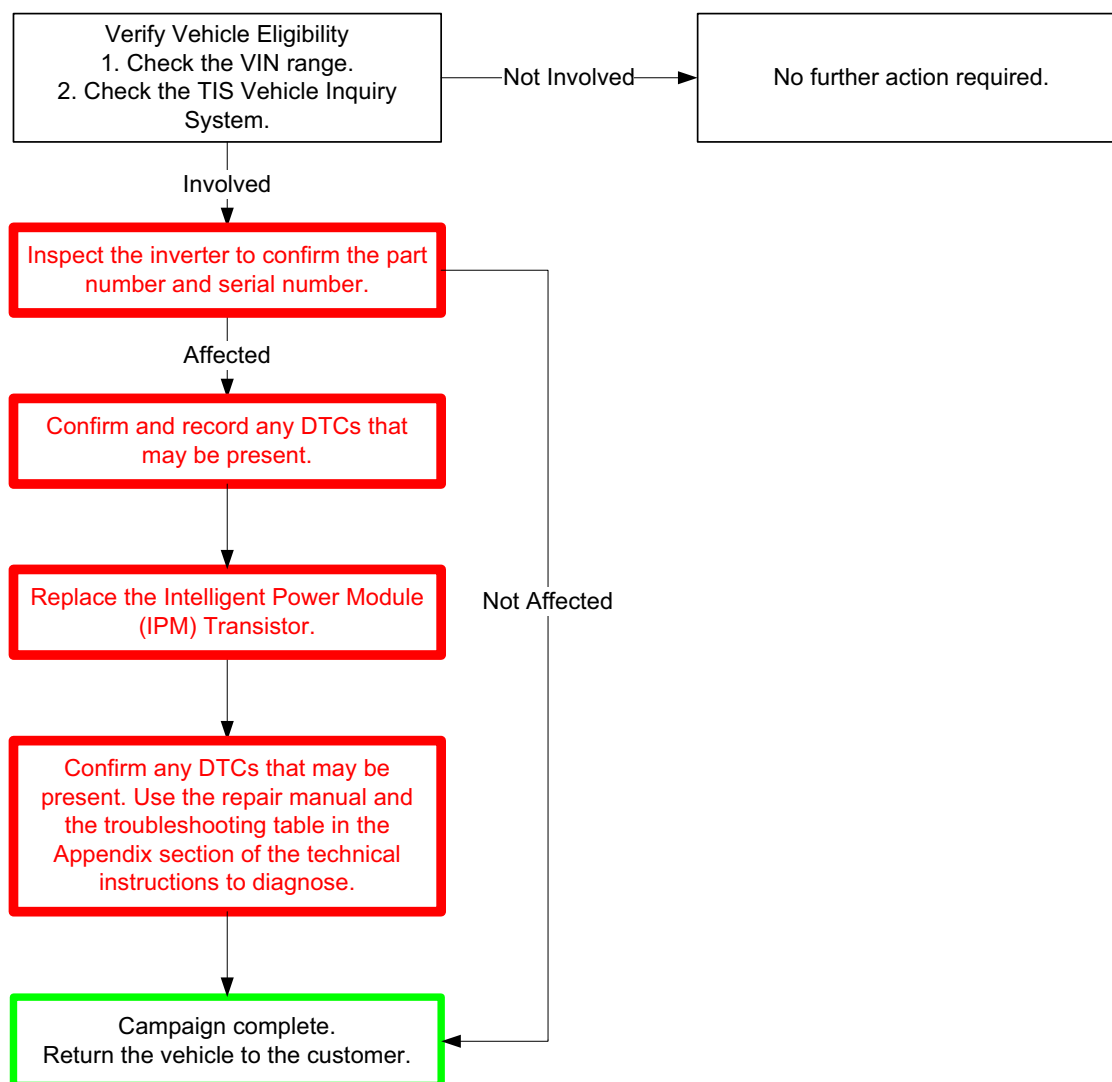 Verify Vehicle Eligibility
1. Check the VIN range.
2. Check the TIS Vehicle Inquiry
System.
Not Involved
No further action required.
Involved
Inspect the inverter to confirm the part
number and serial number.
Affected
Confirm and record any DTCs that
may be present.
Replace the Intelligent Power Module
(IPM) Transistor.
Not Affected
Confirm any DTCs that may be
present. Use the repair manual and
the troubleshooting table in the
Appendix section of the technical
instructions to diagnose.
Campaign complete.
Return the vehicle to the customer.